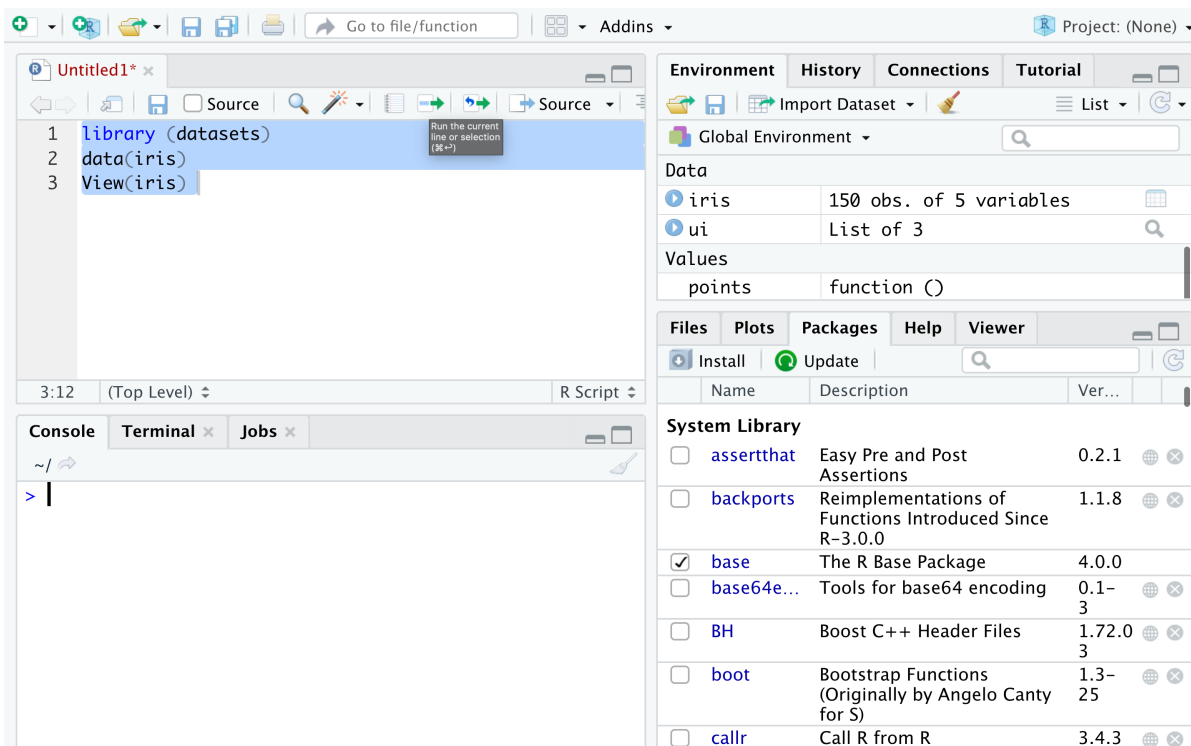 Go to file/function
Addins
Project: (None)
Untitled1*
Source
Source
1 library (datasets)
2 data(iris)
3 View(iris)
Run the current
line or selection
(⌘⏎)
3:12 (Top Level) R Script
Console Terminal Jobs
~/
>
Environment History Connections Tutorial
Import Dataset List
Global Environment
Data
iris 150 obs. of 5 variables
ui List of 3
Values
points function ()
Files Plots Packages Help Viewer
Install Update
Name Description Ver...
System Library
assertthat Easy Pre and Post 0.2.1
Assertions
backports Reimplementations of 1.1.8
Functions Introduced Since
R-3.0.0
base The R Base Package 4.0.0
base64e... Tools for base64 encoding 0.1-
3
BH Boost C++ Header Files 1.72.0
3
boot Bootstrap Functions 1.3-
(Originally by Angelo Canty 25
for S)
callr Call R from R 3.4.3